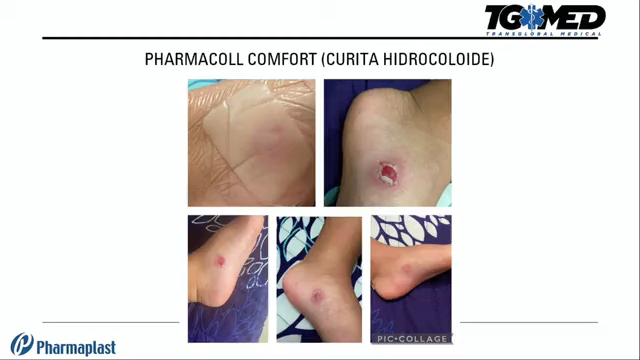 TGMED
TRANSGLOBAL MEDICAL
PHARMACOLL COMFORT (CURITA HIDROCOLOIDE)
PIC•COLLAGE
Pharmaplast